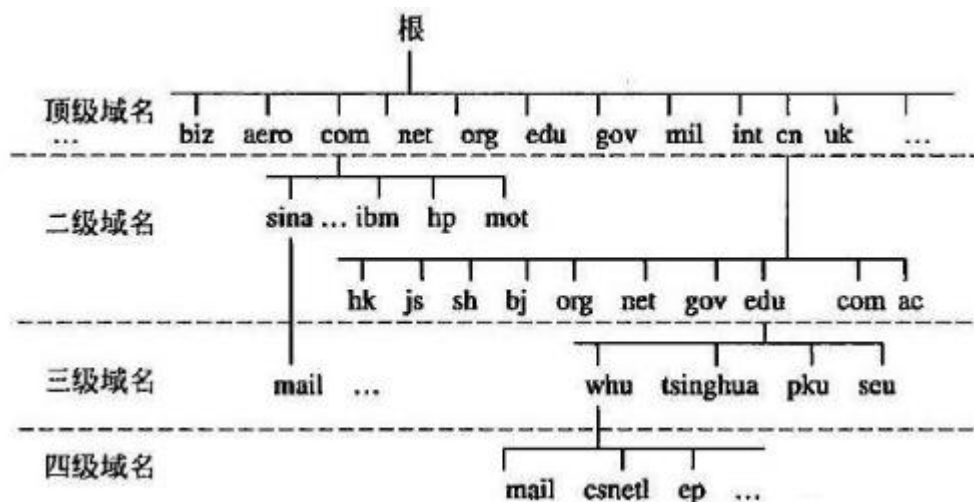 根
顶级域名
... biz aero com net org edu gov mil int cn uk ...
sina ... ibm hp mot
二级域名
hk js sh bj org net gov edu com ac
三级域名 mail ... whu tsinghua pku seu
四级域名 mail csnetl ep ...